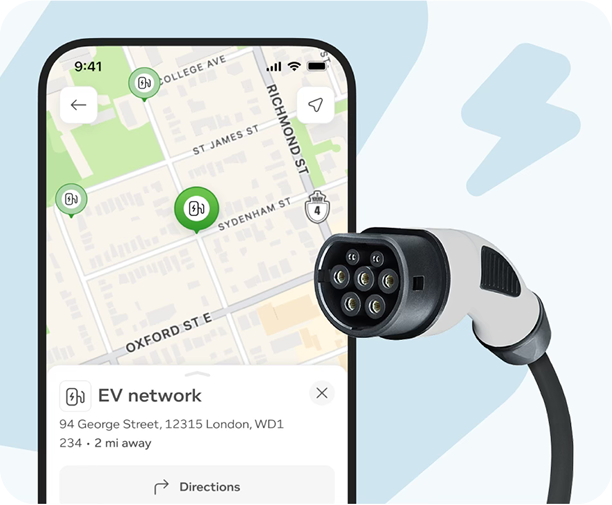 9:41
COLLEGE AVE
ST
RICHMOND ST
ST JAMES ST
SYDENHAM ST
4
OXFORD ST E
EV network
94 George Street, 12315 London, WD1
234 • 2 mi away
Directions